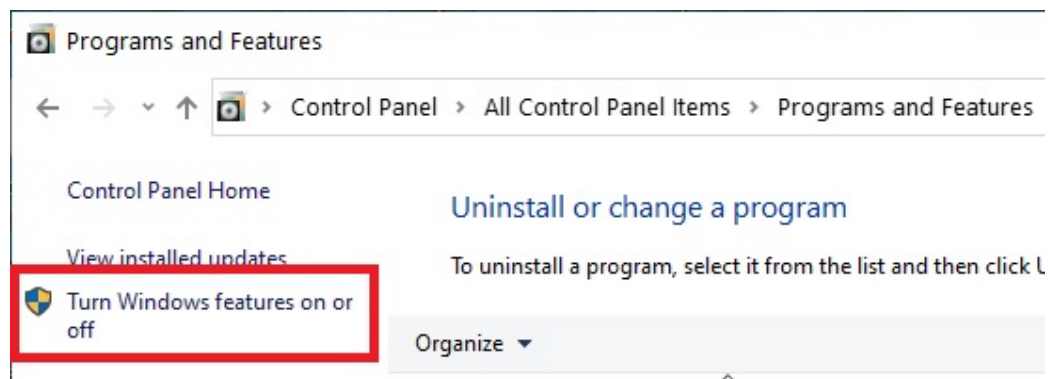 Programs and Features
Control Panel > All Control Panel Items > Programs and Features
Control Panel Home
View installed updates
Turn Windows features on or
off
Uninstall or change a program
To uninstall a program, select it from the list and then click U
Organize